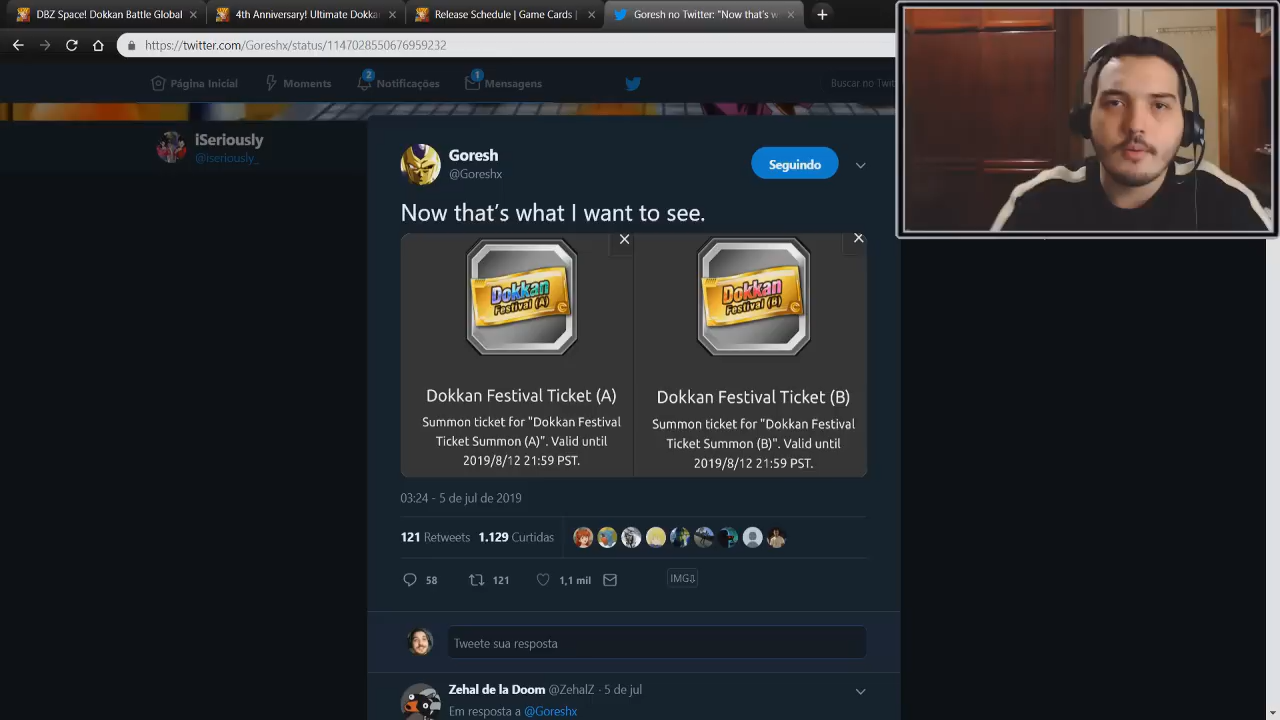 DBZ Space! Dokkan Battle Global
4th Anniversary! Ultimate Dokka
Release Schedule | Game Cards |
Goresh no Twitter: "Now that's w
https://twitter.com/Goreshx/status/1147028550676959232
Página Inicial
Moments
2
Notificações
1
Mensagens
Buscar no Twit
iSeriously
@iseriously_
Goresh
@Goreshx
Seguindo
Now that's what I want to see.
Dokkan
Festival (A)
Dokkan
Festival (B)
Dokkan Festival Ticket (A)
Summon ticket for "Dokkan Festival
Ticket Summon (A)". Valid until
2019/8/12 21:59 PST.
Dokkan Festival Ticket (B)
Summon ticket for "Dokkan Festival
Ticket Summon (B)". Valid until
2019/8/12 21:59 PST.
03:24 - 5 de jul de 2019
121 Retweets 1.129 Curtidas
58
121
1,1 mil
IMG
Tweete sua resposta
Zehal de la Doom @ZehalZ · 5 de jul
Em resposta a @Goreshx